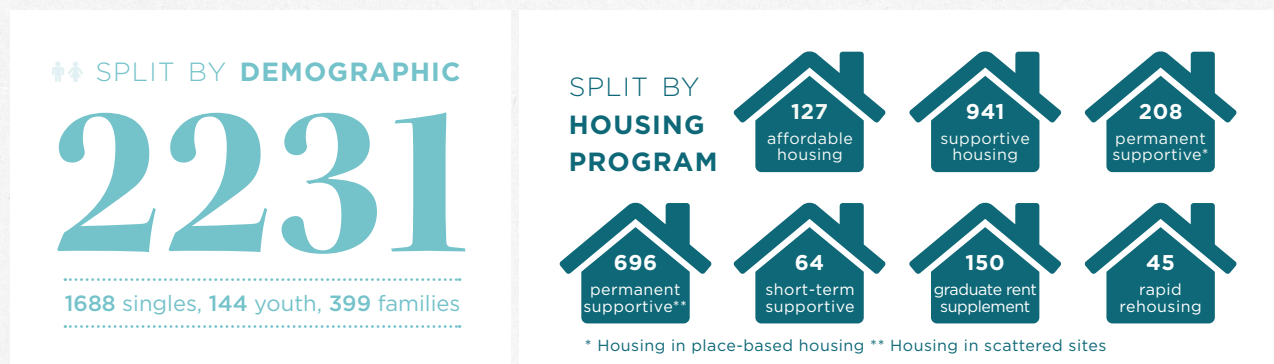 SPLIT BY DEMOGRAPHIC
2231
1688 singles, 144 youth, 399 families
SPLIT BY
HOUSING
PROGRAM
127
affordable
housing
941
supportive
housing
208
permanent
supportive*
696
permanent
supportive**
64
short-term
supportive
150
graduate rent
supplement
45
rapid
rehousing
* Housing in place-based housing ** Housing in scattered sites